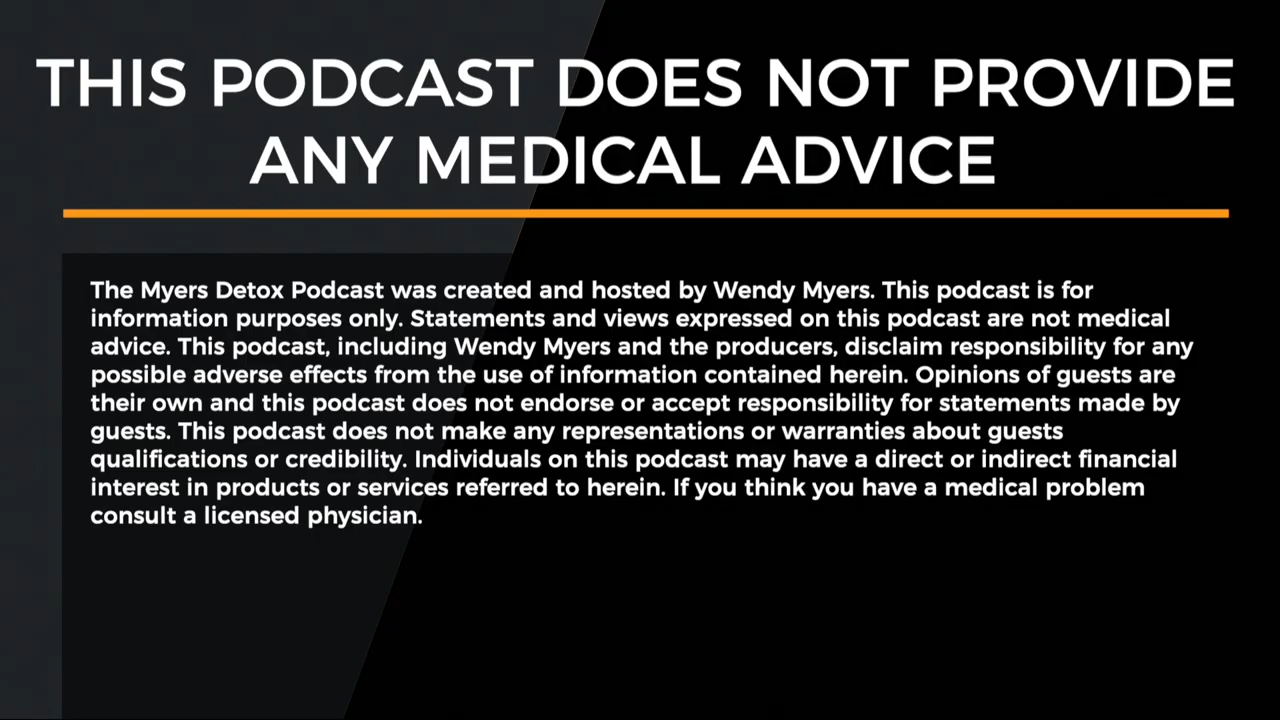 THIS PODCAST DOES NOT PROVIDE
ANY MEDICAL ADVICE
The Myers Detox Podcast was created and hosted by Wendy Myers. This podcast is for
information purposes only. Statements and views expressed on this podcast are not medical
advice. This podcast, including Wendy Myers and the producers, disclaim responsibility for any
possible adverse effects from the use of information contained herein. Opinions of guests are
their own and this podcast does not endorse or accept responsibility for statements made by
guests. This podcast does not make any representations or warranties about guests
qualifications or credibility. Individuals on this podcast may have a direct or indirect financial
interest in products or services referred to herein. If you think you have a medical problem
consult a licensed physician.